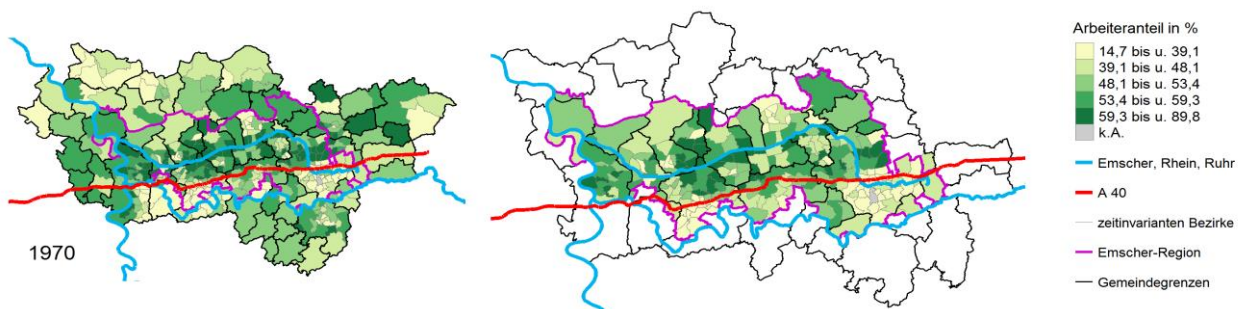 1970
Arbeiteranteil in %
14,7 bis u. 39,1
39,1 bis u. 48,1
48,1 bis u. 53,4
53,4 bis u. 59,3
59,3 bis u. 89,8
k.A.
Emscher, Rhein, Ruhr
A 40
zeitinvarianten Bezirke
Emscher-Region
Gemeindegrenzen